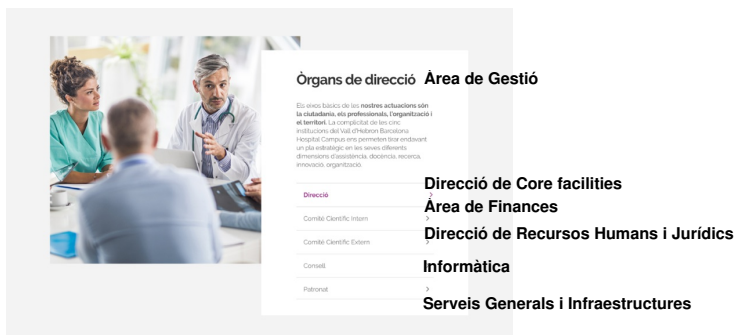 Òrgans de direcció Àrea de Gestió
Els eixos bàsics de les nostres actuacions són
la ciutadania, els professionals, l'organització i
el territori. La complicitat de les cinc
institucions del Vall d'Hebron Barcelona
Hospital Campus ens permeten tirar endavant
un pla estratègic en les seves diferents
dimensions d'assistència, docència, recerca,
innovació, organització.
Direcció de Core facilities
Direcció
Àrea de Finances
Comitè Científic Intern
Direcció de Recursos Humans i Jurídics
Comitè Científic Extern
Consell
Informàtica
Patronat
Serveis Generals i Infraestructures